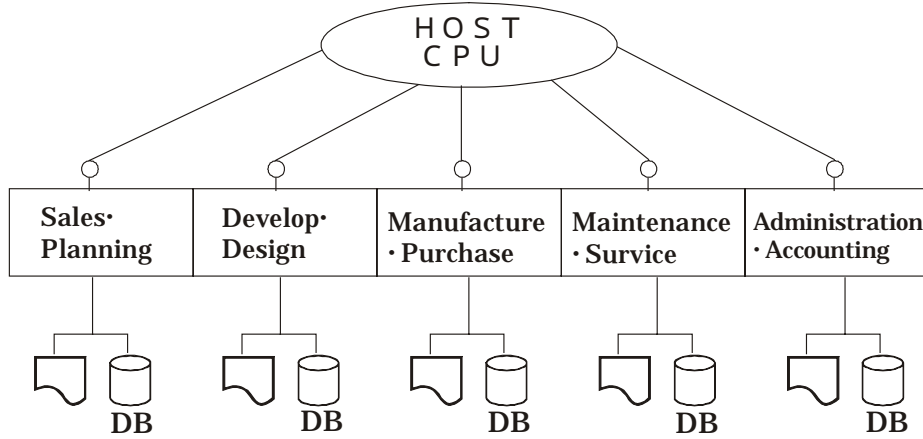 HOST
CPU
Sales·
Planning
Develop·
Design
Manufacture
· Purchase
Maintenance
· Survice
Administration
· Accounting
DB
DB
DB
DB
DB